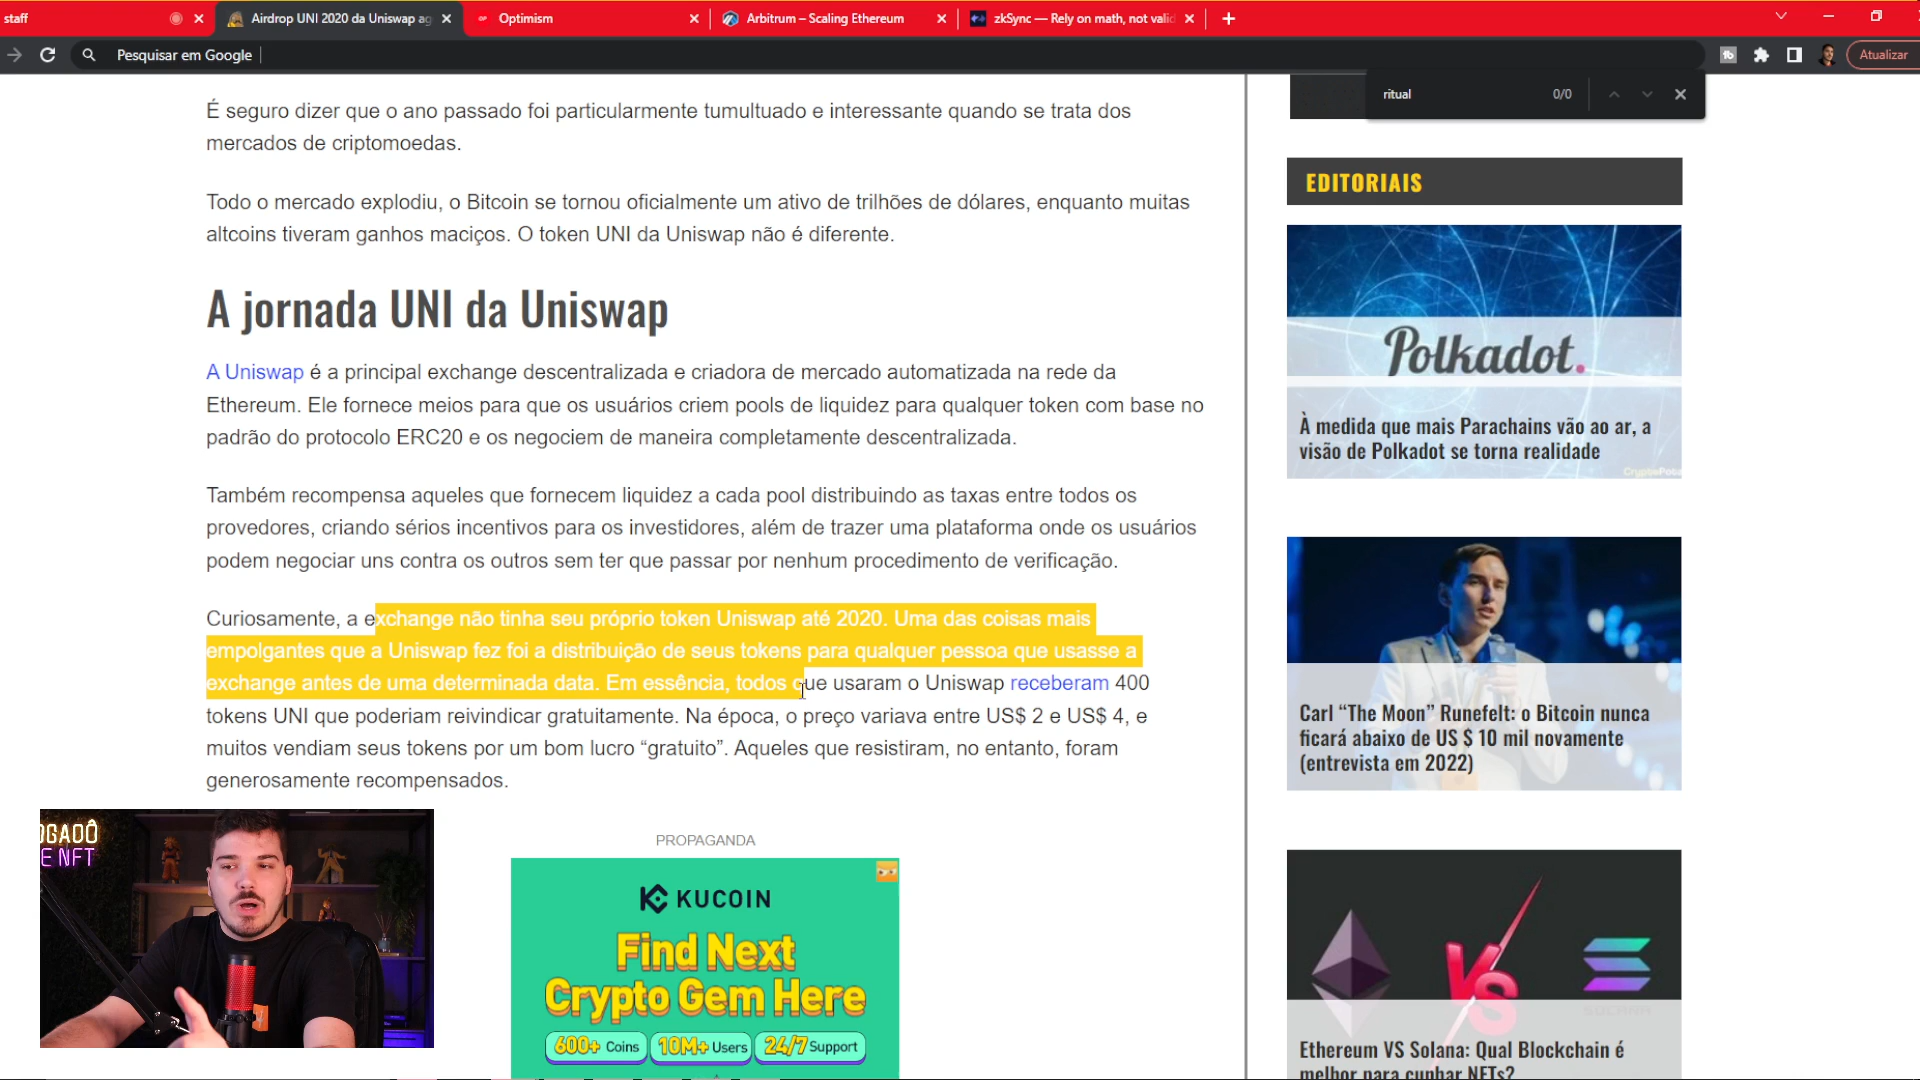 staff
Airdrop UNI 2020 da Uniswap ag
Optimism
Arbitrum – Scaling Ethereum
zkSync — Rely on math, not valid
Pesquisar em Google
Atualizar
ritual
0/0
É seguro dizer que o ano passado foi particularmente tumultuado e interessante quando se trata dos
mercados de criptomoedas.
Todo o mercado explodiu, o Bitcoin se tornou oficialmente um ativo de trilhões de dólares, enquanto muitas
altcoins tiveram ganhos maciços. O token UNI da Uniswap não é diferente.
A jornada UNI da Uniswap
A Uniswap é a principal exchange descentralizada e criadora de mercado automatizada na rede da
Ethereum. Ele fornece meios para que os usuários criem pools de liquidez para qualquer token com base no
padrão do protocolo ERC20 e os negociem de maneira completamente descentralizada.
Também recompensa aqueles que fornecem liquidez a cada pool distribuindo as taxas entre todos os
provedores, criando sérios incentivos para os investidores, além de trazer uma plataforma onde os usuários
podem negociar uns contra os outros sem ter que passar por nenhum procedimento de verificação.
Curiosamente, a exchange não tinha seu próprio token Uniswap até 2020. Uma das coisas mais
empolgantes que a Uniswap fez foi a distribuição de seus tokens para qualquer pessoa que usasse a
exchange antes de uma determinada data. Em essência, todos que usaram o Uniswap receberam 400
tokens UNI que poderiam reivindicar gratuitamente. Na época, o preço variava entre US$ 2 e US$ 4, e
muitos vendiam seus tokens por um bom lucro “gratuito”. Aqueles que resistiram, no entanto, foram
generosamente recompensados.
PROPAGANDA
KUCOIN
Find Next
Crypto Gem Here
600+ Coins
10M+ Users
24/7 Support
OGADÔ
E NFT
EDITORIAIS
Polkadot.
À medida que mais Parachains vão ao ar, a
visão de Polkadot se torna realidade
CryptoPota
Carl “The Moon” Runefelt: o Bitcoin nunca
ficará abaixo de US $ 10 mil novamente
(entrevista em 2022)
VS
SOLANA
Ethereum VS Solana: Qual Blockchain é
melhor para cunhar NFTs?